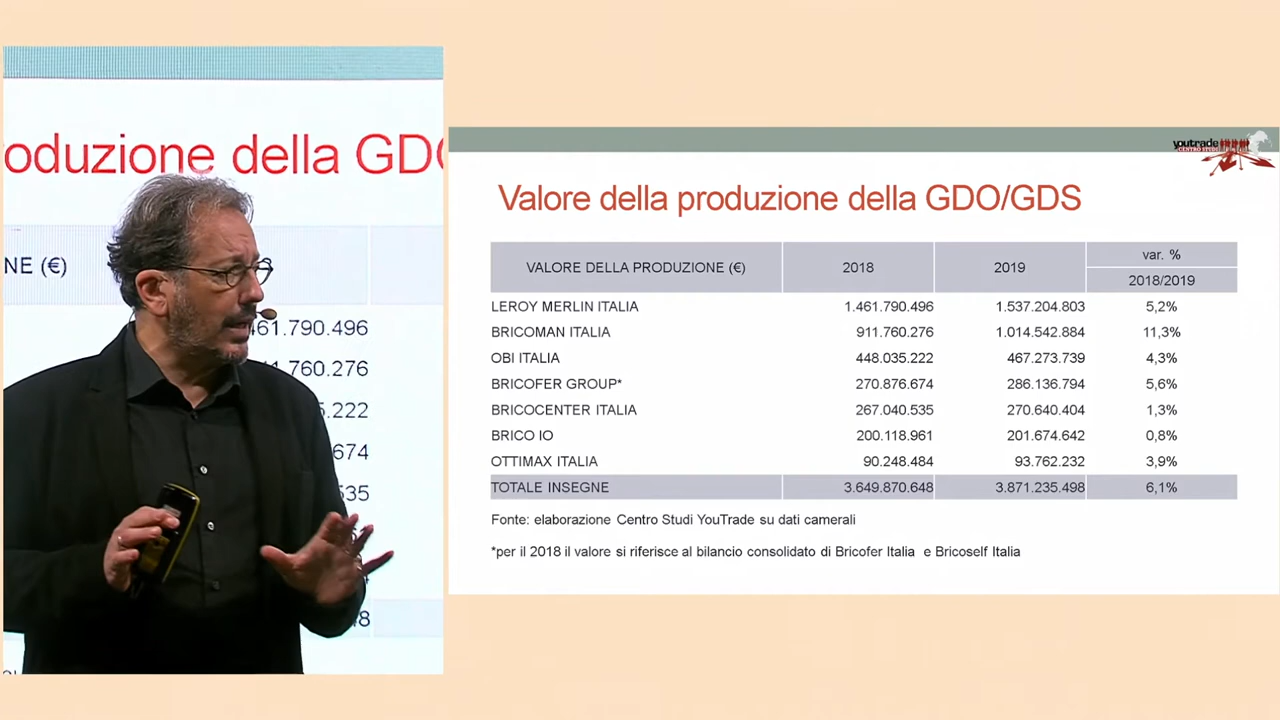 oduzione della GDO
NE (€)
461.790.496
.760.276
.222
674
535
youtrade
CENTRO STUDI
Valore della produzione della GDO/GDS
VALORE DELLA PRODUZIONE (€) 2018 2019 var. %
2018/2019
LEROY MERLIN ITALIA 1.461.790.496 1.537.204.803 5,2%
BRICOMAN ITALIA 911.760.276 1.014.542.884 11,3%
OBI ITALIA 448.035.222 467.273.739 4,3%
BRICOFER GROUP* 270.876.674 286.136.794 5,6%
BRICOCENTER ITALIA 267.040.535 270.640.404 1,3%
BRICO IO 200.118.961 201.674.642 0,8%
OTTIMAX ITALIA 90.248.484 93.762.232 3,9%
TOTALE INSEGNE 3.649.870.648 3.871.235.498 6,1%
Fonte: elaborazione Centro Studi YouTrade su dati camerali
*per il 2018 il valore si riferisce al bilancio consolidato di Bricofer Italia e Bricoself Italia